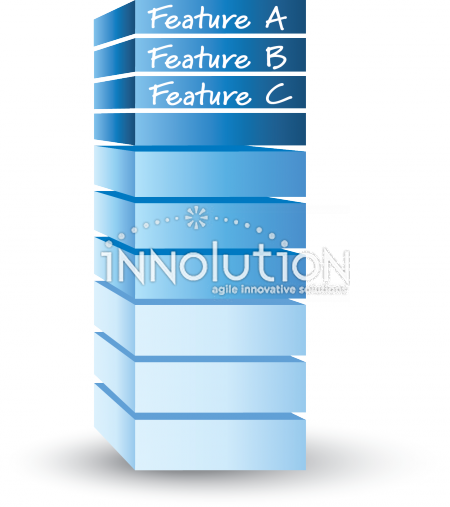 Feature A
Feature B
Feature C
iNNOLUTiON
agile innovative solutions